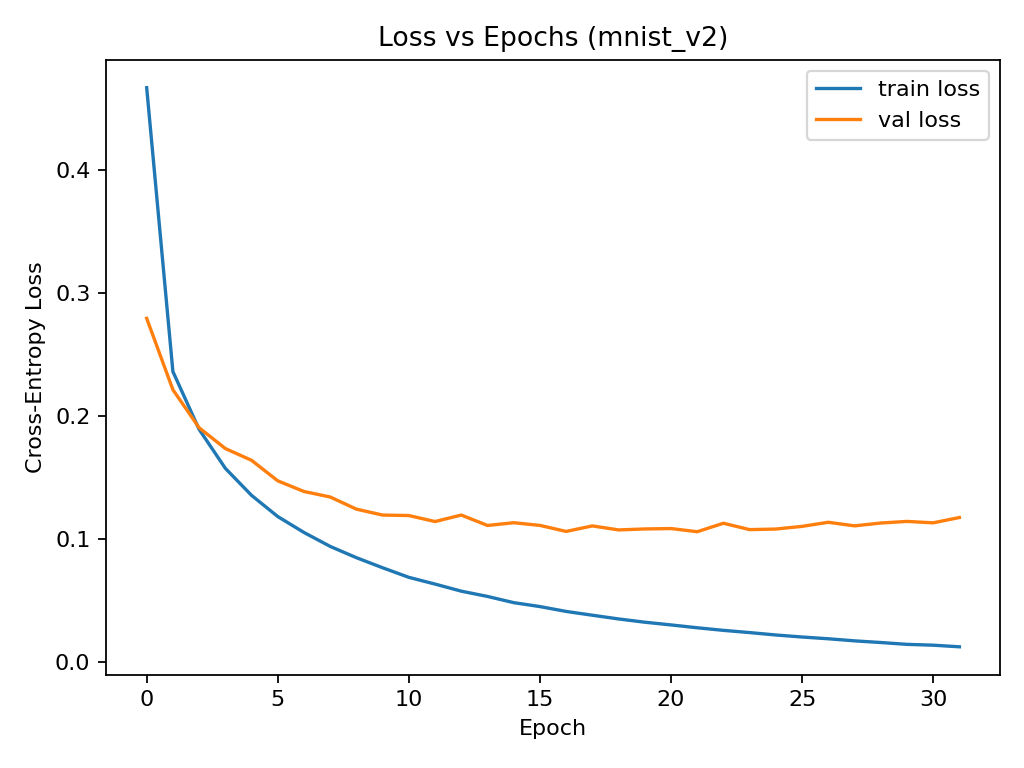 Loss vs Epochs (mnist_v2)
train loss
val loss
Cross-Entropy Loss
0.4
0.3
0.2
0.1
0.0
0 5 10 15 20 25 30
Epoch